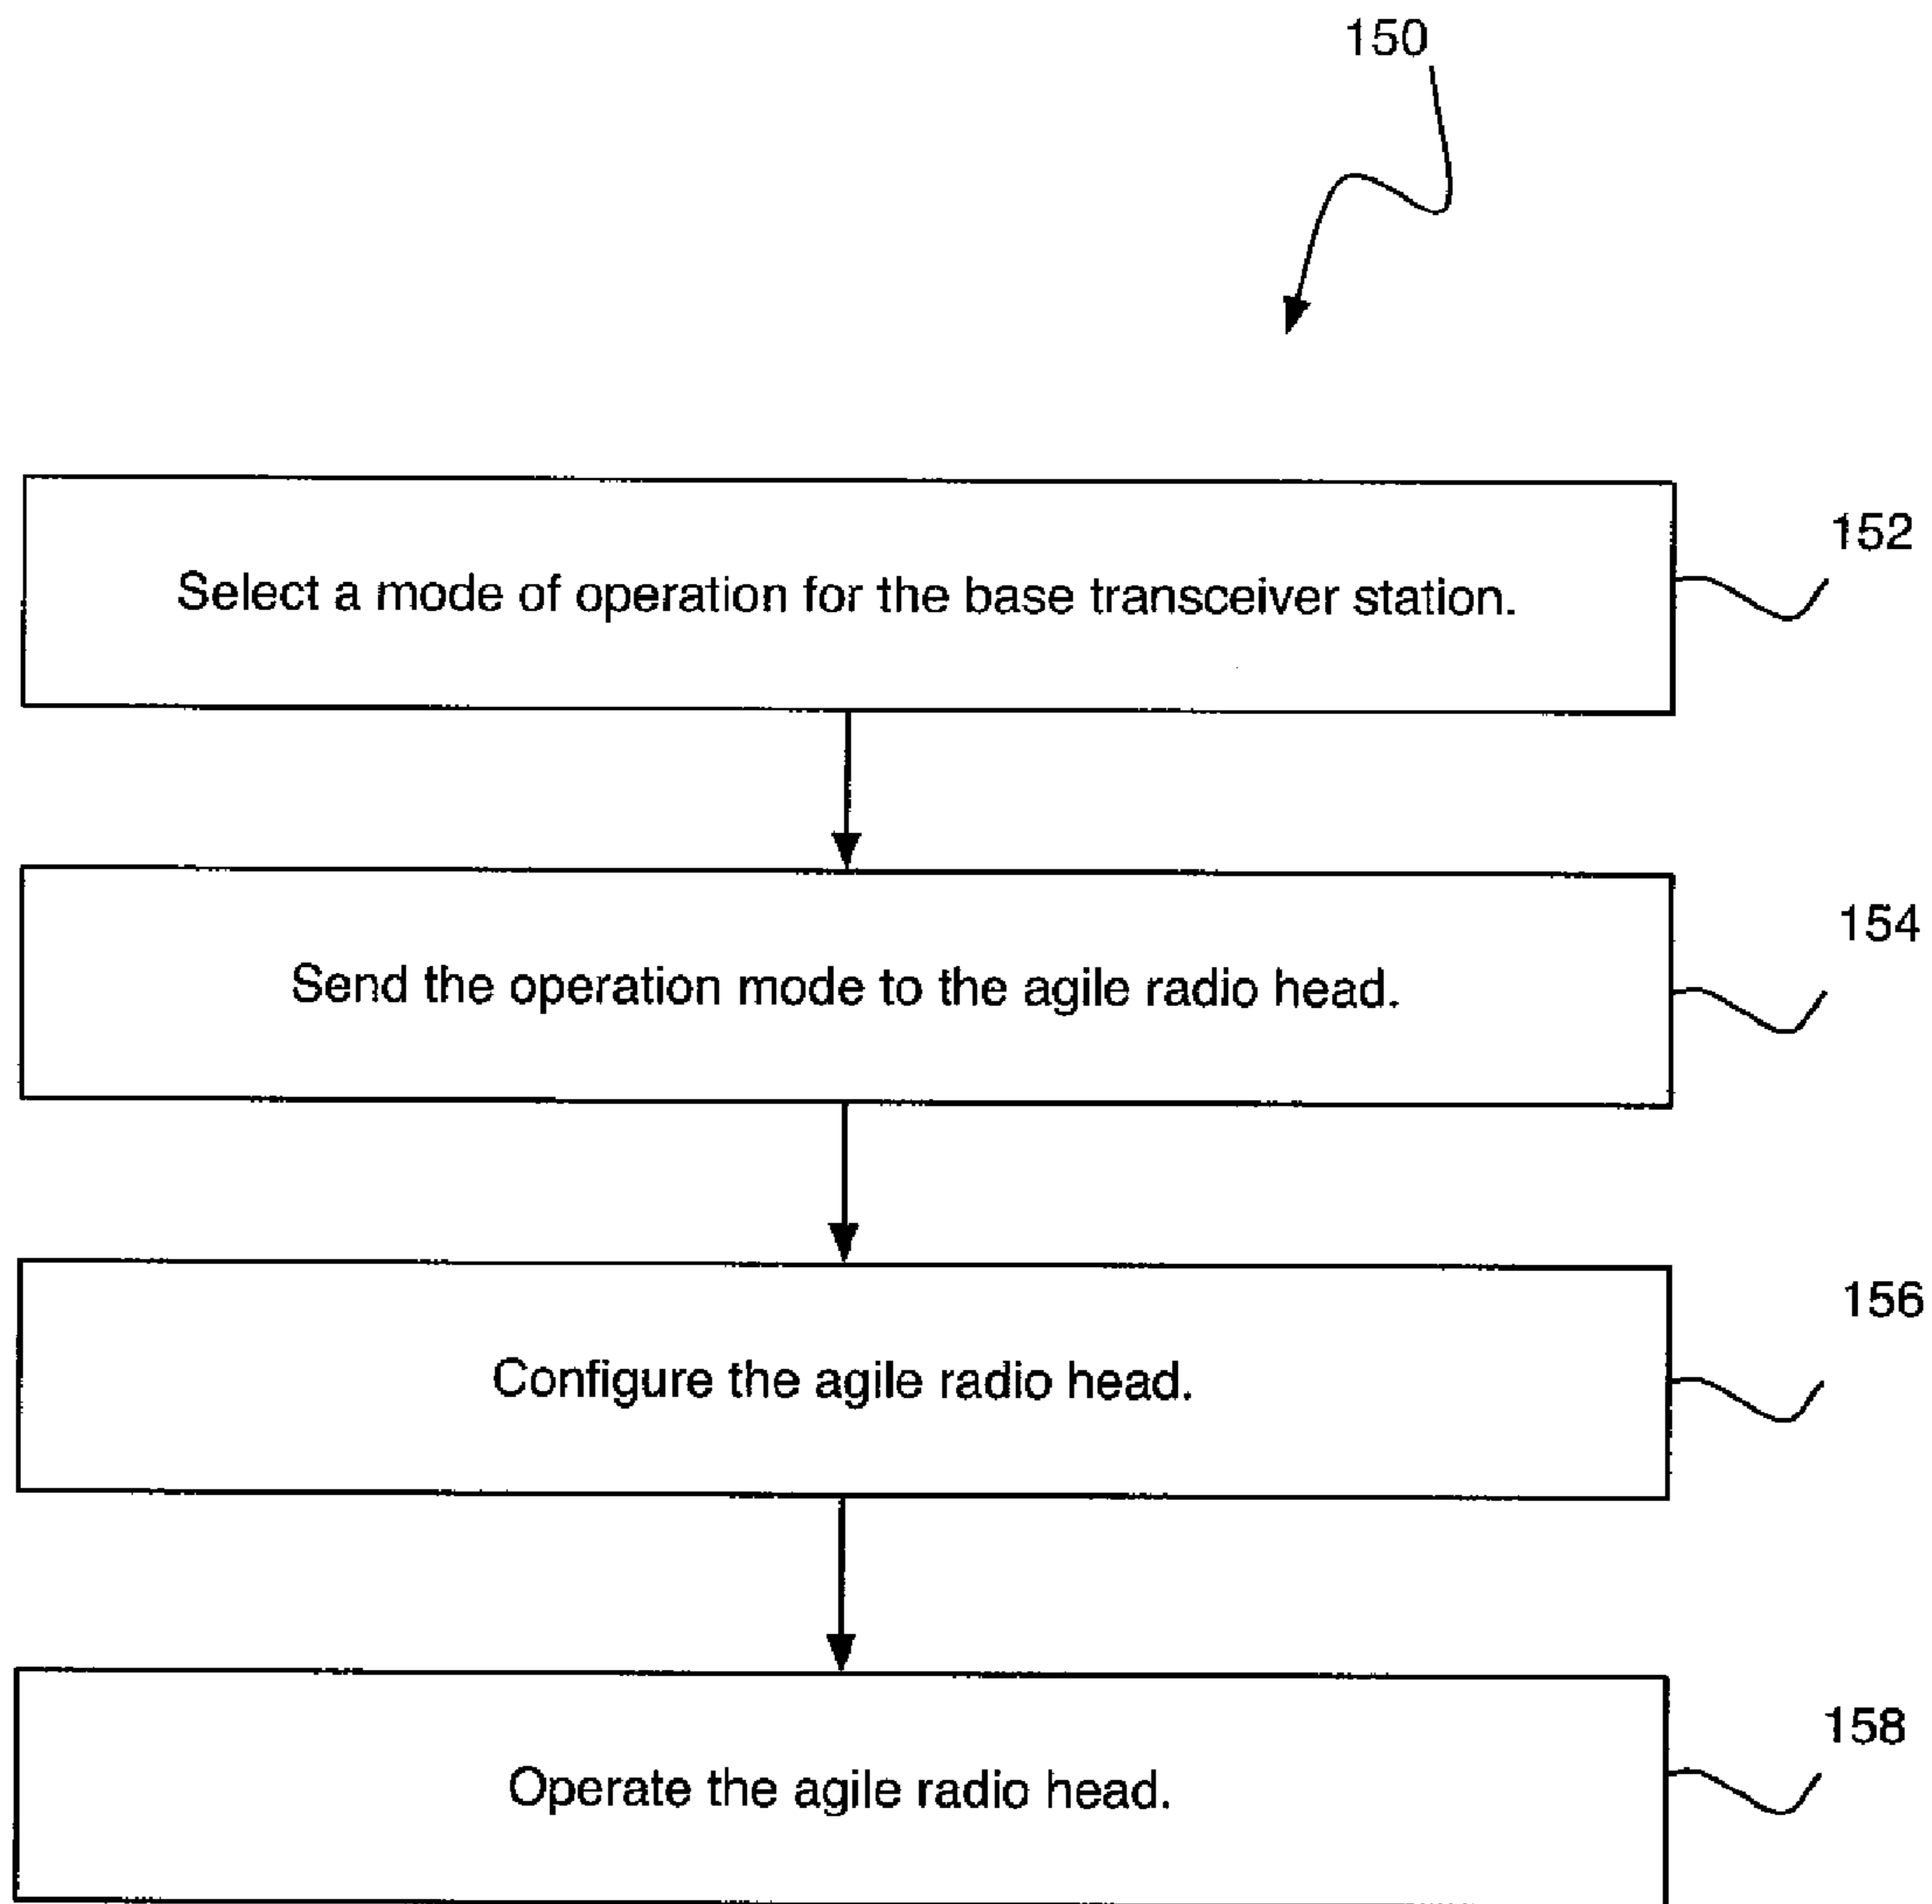 150
152
Select a mode of operation for the base transceiver station.
154
Send the operation mode to the agile radio head.
156
Configure the agile radio head.
158
Operate the agile radio head.